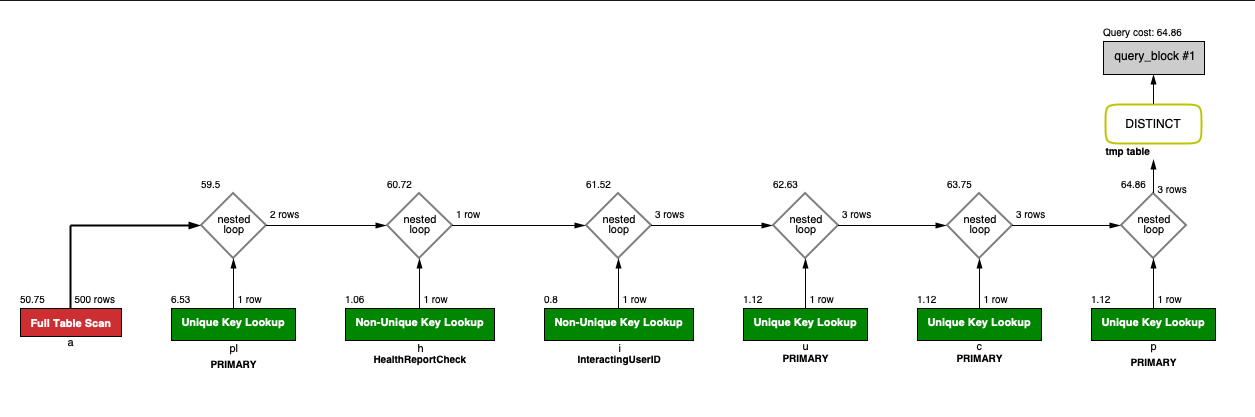 Query cost: 64.86
query_block #1
DISTINCT
tmp table
59.5
60.72
61.52
62.63
63.75
64.86
3 rows
nested
loop
2 rows
nested
loop
1 row
nested
loop
3 rows
nested
loop
3 rows
nested
loop
3 rows
nested
loop
50.75
500 rows
6.53
1 row
1.06
1 row
0.8
1 row
1.12
1 row
1.12
1 row
1.12
1 row
Full Table Scan
Unique Key Lookup
Non-Unique Key Lookup
Non-Unique Key Lookup
Unique Key Lookup
Unique Key Lookup
Unique Key Lookup
a
pl
h
i
u
c
p
PRIMARY
HealthReportCheck
InteractingUserID
PRIMARY
PRIMARY
PRIMARY